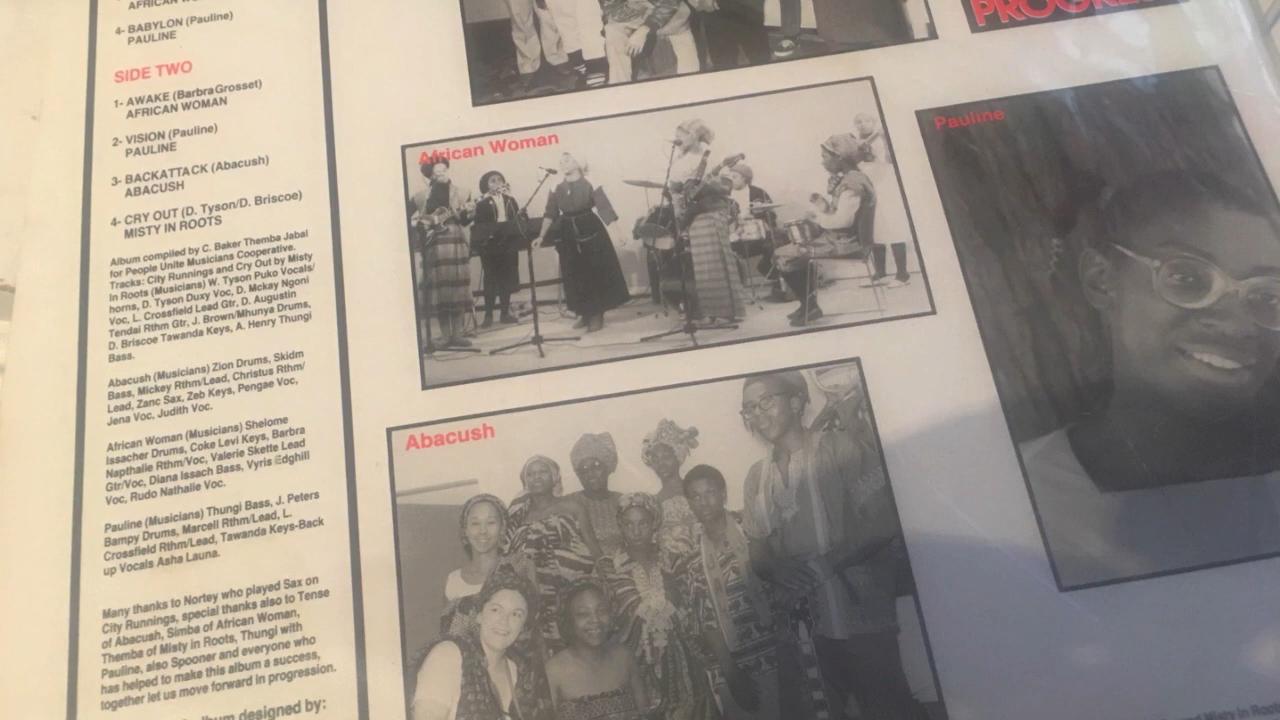 AFRICAN
4- BABYLON (Pauline)
PAULINE
SIDE TWO
1- AWAKE (Barbra Grosset)
AFRICAN WOMAN
2- VISION (Pauline)
PAULINE
3- BACKATTACK (Abacush)
ABACUSH
4- CRY OUT (D. Tyson/D. Briscoe)
MISTY IN ROOTS
Album compiled by C. Beker Themba Jabal
for People Unite Musicians Cooperative.
Tracks: City Runnings and Cry Out by Misty
In Roots (Musicians) W. Tyson Puko Vocals/
horns, D. Tyson Duxy Voc, D. Mckay Ngoni
Voc, L. Crossfield Lead Gtr, D. Augustin
Tendai Rthm Gtr, J. Brown/Mhunya Drums,
D. Briscoe Tawanda Keys, A. Henry Thungi
Bass.
Abacush (Musicians) Zion Drums, Skidm
Bass, Mickey Rthm/Lead, Christus Rthm/
Lead, Zanc Sax, Zeb Keys, Pengae Voc,
Jena Voc, Judith Voc.
African Woman (Musicians) Shelome
Issacher Drums, Coke Levi Keys, Barbra
Napthalie Rthm/Voc, Valerie Skette Lead
Gtr/Voc, Diana Issach Bass, Vyris Edghill
Voc, Rudo Nathalie Voc.
Pauline (Musicians) Thungi Bass, J. Peters
Bampy Drums, Marcell Rthm/Lead, L.
Crossfield Rthm/Lead, Tawanda Keys-Back
up Vocals Asha Launa.
Many thanks to Nortey who played Sax on
City Runnings, special thanks also to Tense
of Abacush, Simba of African Woman,
Themba of Misty in Roots, Thungi with
Pauline, also Spooner and everyone who
has helped to make this album a success,
together let us move forward in progression.
designed by:
African Woman
Abacush
Pauline
Misty In